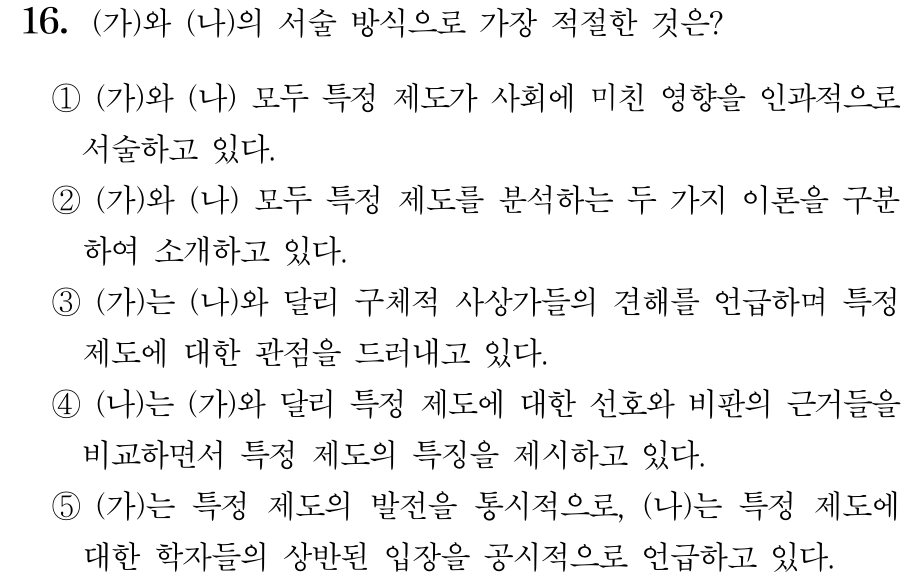 16. (가)와 (나)의 서술 방식으로 가장 적절한 것은?
① (가)와 (나) 모두 특정 제도가 사회에 미친 영향을 인과적으로
서술하고 있다.
② (가)와 (나) 모두 특정 제도를 분석하는 두 가지 이론을 구분
하여 소개하고 있다.
③ (가)는 (나)와 달리 구체적 사상가들의 견해를 언급하며 특정
제도에 대한 관점을 드러내고 있다.
④ (나)는 (가)와 달리 특정 제도에 대한 선호와 비판의 근거들을
비교하면서 특정 제도의 특징을 제시하고 있다.
⑤ (가)는 특정 제도의 발전을 통시적으로, (나)는 특정 제도에
대한 학자들의 상반된 입장을 공시적으로 언급하고 있다.